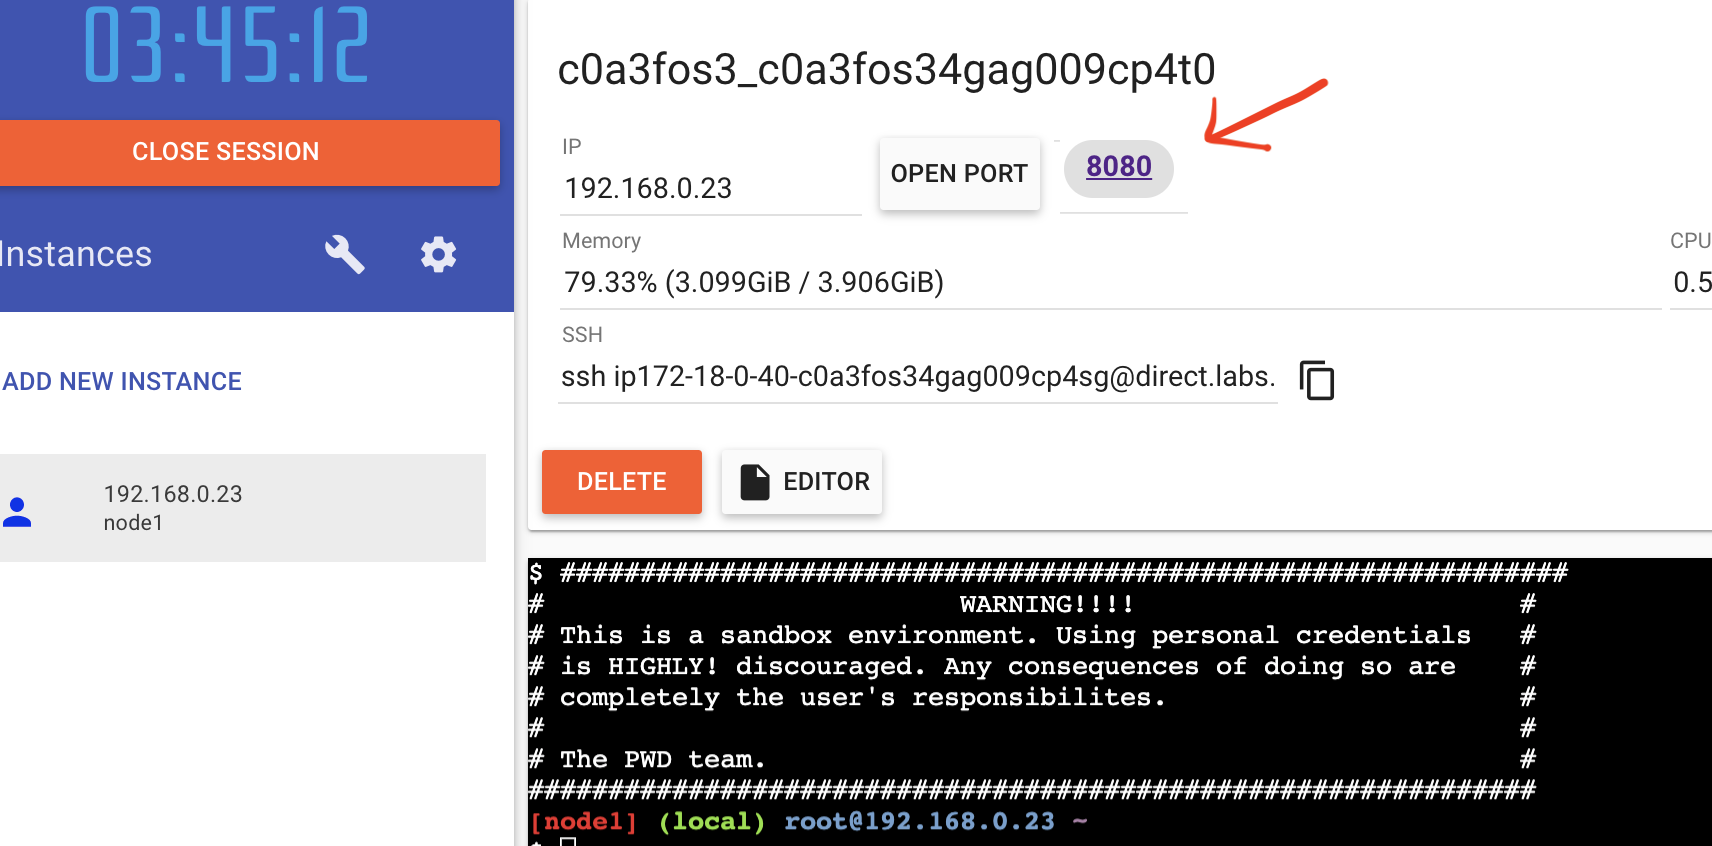 03:45:12
CLOSE SESSION
Instances
ADD NEW INSTANCE
192.168.0.23
node1
c0a3fos3_c0a3fos34gag009cp4t0
IP
192.168.0.23
OPEN PORT
8080
Memory
79.33% (3.099GiB / 3.906GiB)
CPU
0.5
SSH
ssh ip172-18-0-40-c0a3fos34gag009cp4sg@direct.labs.
DELETE
EDITOR
$ ###############################################################
#                          WARNING!!!!                        #
# This is a sandbox environment. Using personal credentials   #
# is HIGHLY! discouraged. Any consequences of doing so are    #
# completely the user's responsibilites.                      #
#                                                             #
# The PWD team.                                               #
###############################################################
[node1] (local) root@192.168.0.23 ~